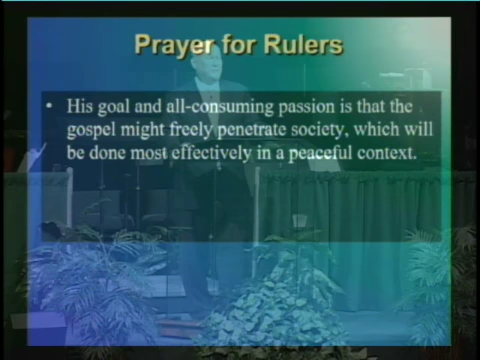 Prayer for Rulers
• His goal and all-consuming passion is that the
gospel might freely penetrate society, which will
be done most effectively in a peaceful context.